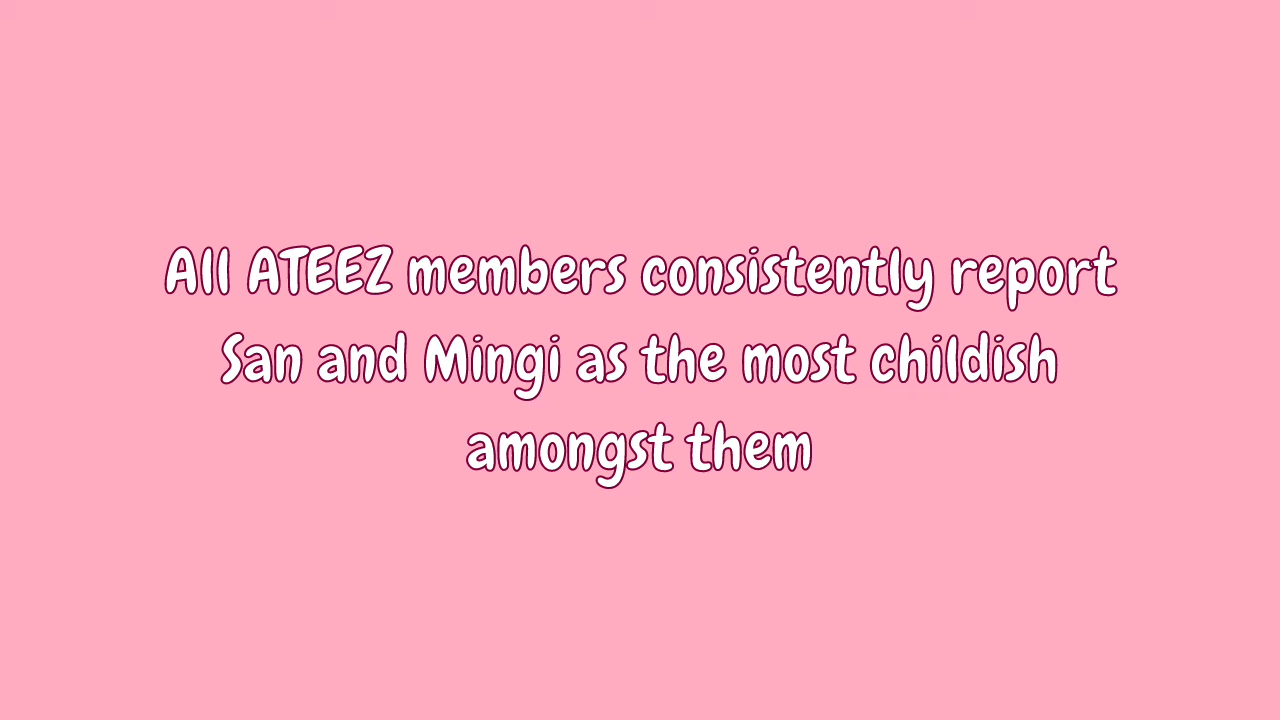 All ATEEZ members consistently report
San and Mingi as the most childish
amongst them